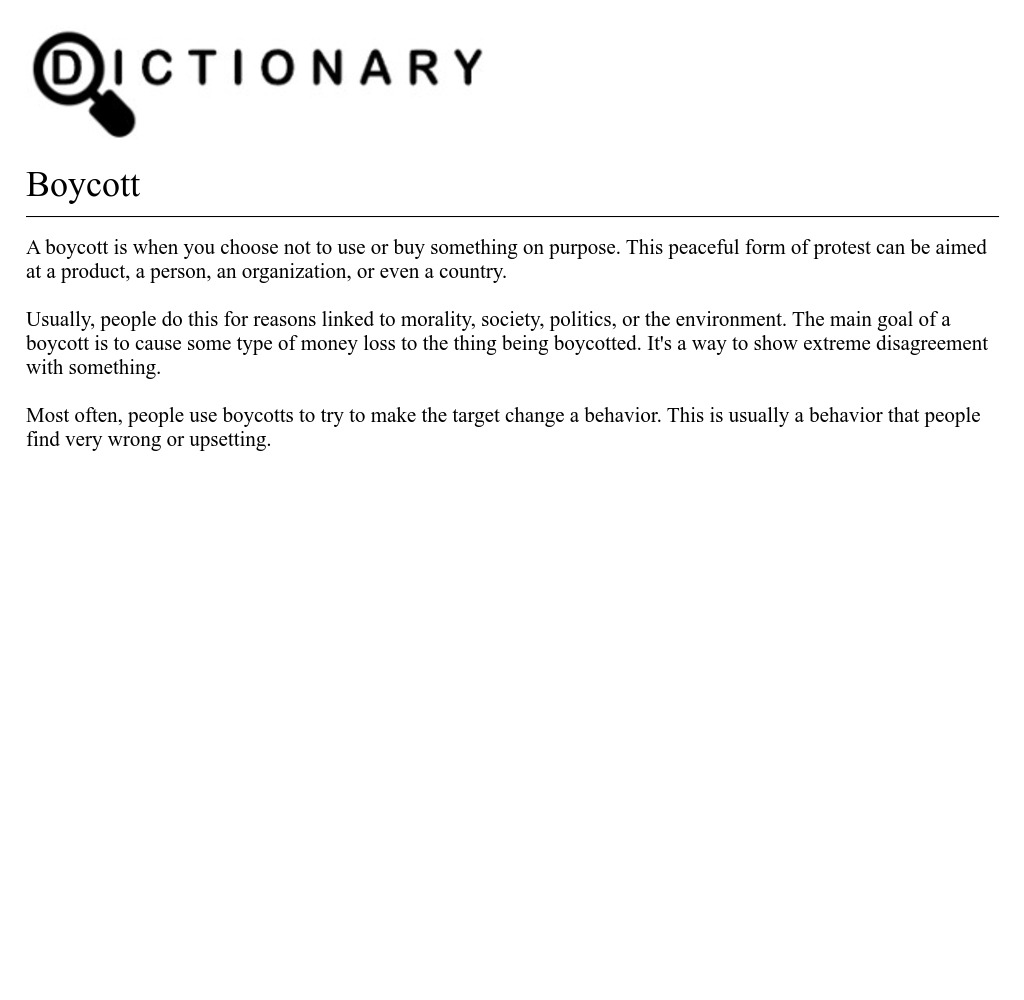 DICTIONARY
Boycott
A boycott is when you choose not to use or buy something on purpose. This peaceful form of protest can be aimed
at a product, a person, an organization, or even a country.
Usually, people do this for reasons linked to morality, society, politics, or the environment. The main goal of a
boycott is to cause some type of money loss to the thing being boycotted. It's a way to show extreme disagreement
with something.
Most often, people use boycotts to try to make the target change a behavior. This is usually a behavior that people
find very wrong or upsetting.